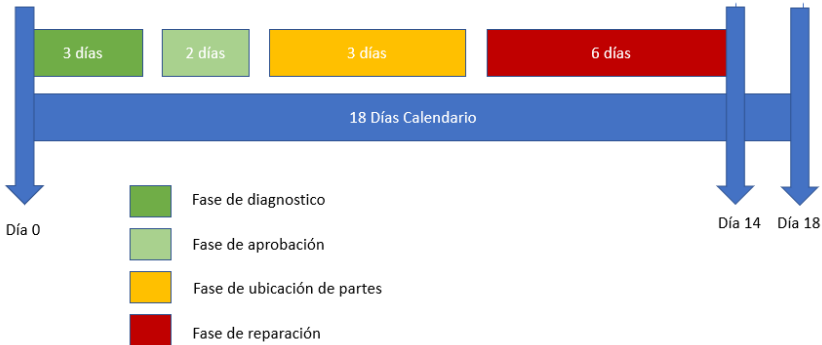 3 días
2 días
3 días
6 días
18 Días Calendario
Día 0
Día 14
Día 18
Fase de diagnostico
Fase de aprobación
Fase de ubicación de partes
Fase de reparación